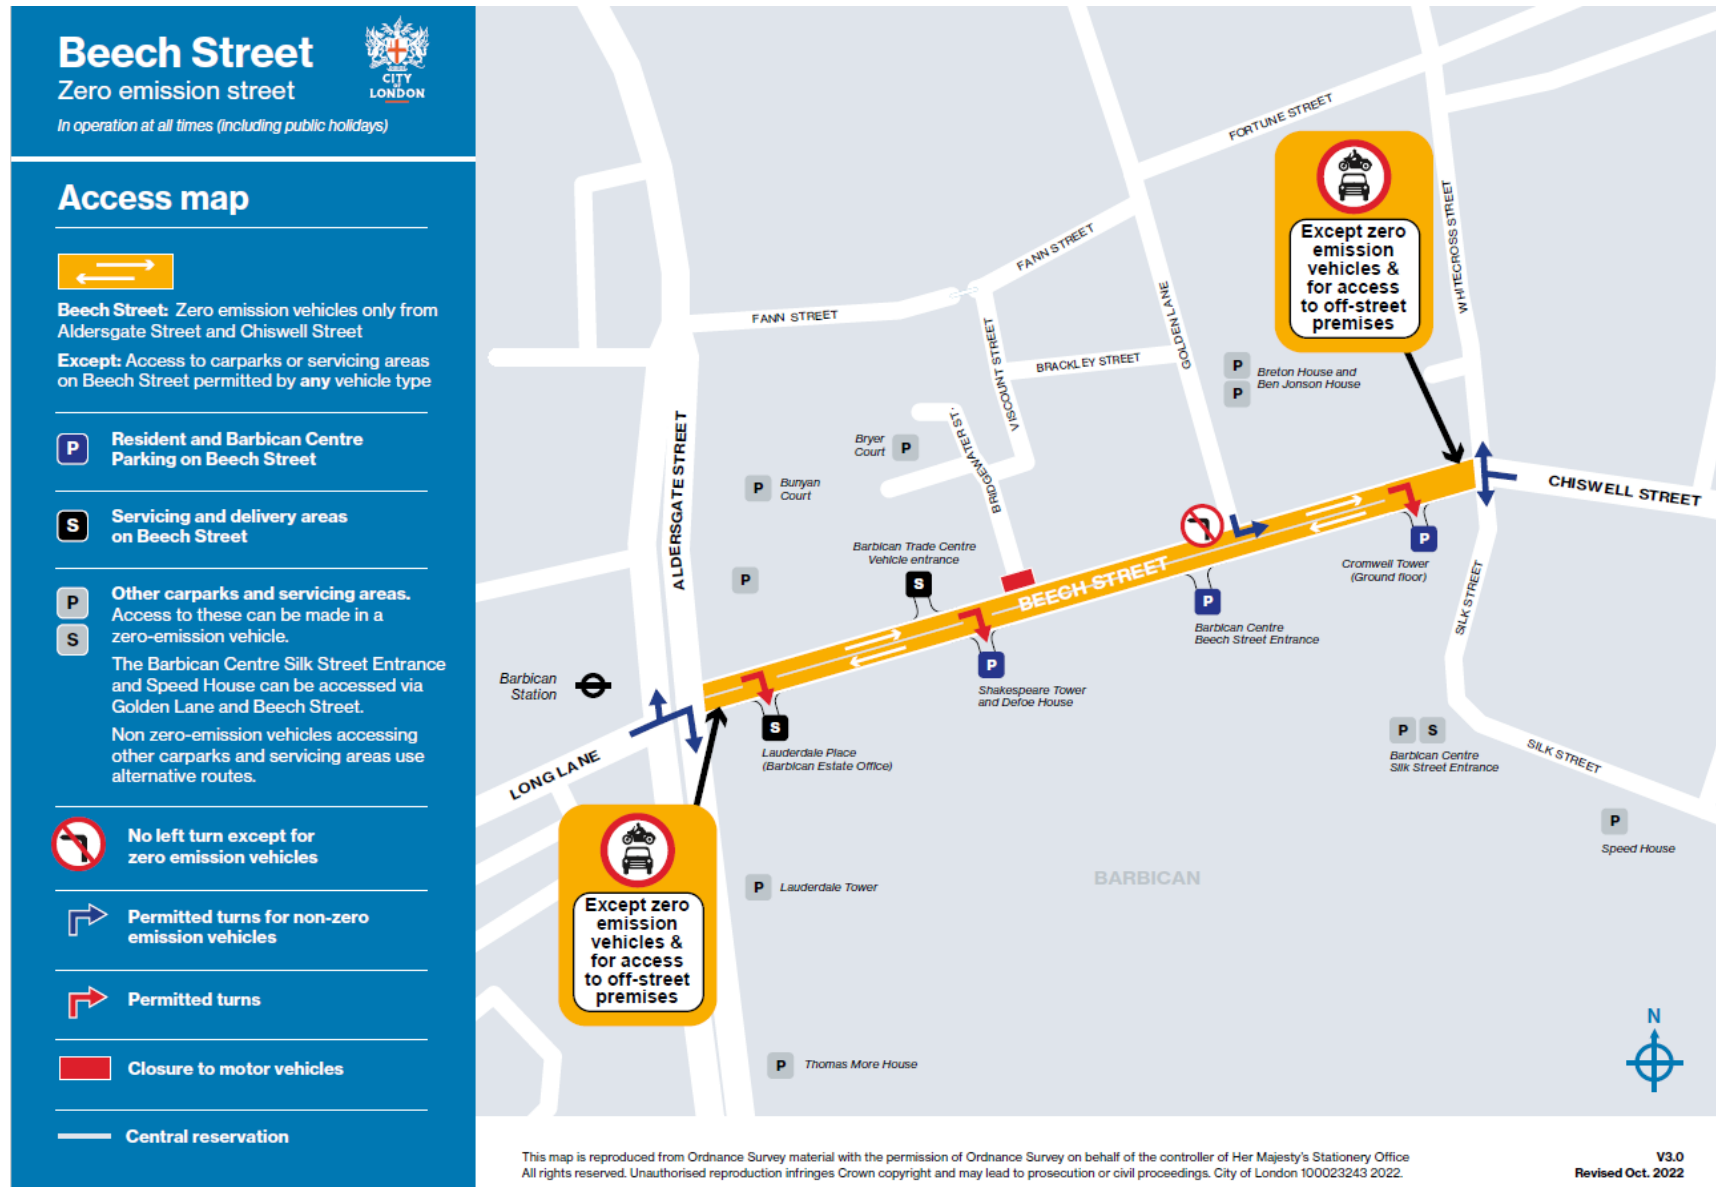 Beech Street
Zero emission street
In operation at all times (including public holidays)
CITY
OF
LONDON
Access map
Beech Street: Zero emission vehicles only from
Aldersgate Street and Chiswell Street
Except: Access to carparks or servicing areas
on Beech Street permitted by any vehicle type
P
Resident and Barbican Centre
Parking on Beech Street
S
Servicing and delivery areas
on Beech Street
P
S
Other carparks and servicing areas.
Access to these can be made in a
zero-emission vehicle.
The Barbican Centre Silk Street Entrance
and Speed House can be accessed via
Golden Lane and Beech Street.
Non zero-emission vehicles accessing
other carparks and servicing areas use
alternative routes.
No left turn except for
zero emission vehicles
Permitted turns for non-zero
emission vehicles
Permitted turns
Closure to motor vehicles
Central reservation
FORTUNE STREET
Except zero
emission
vehicles &
for access
to off-street
premises
WHITECROSS STREET
FANN STREET
FANN STREET
GOLDEN LANE
VISCOUNT STREET
BRACKLEY STREET
P
P
Breton House and
Ben Jonson House
ALDERSGATE STREET
BRIDGEWATER ST.
Bryer
Court
P
P
Bunyan
Court
CHISWELL STREET
P
Barbican Trade Centre
Vehicle entrance
S
BEECH STREET
P
Cromwell Tower
(Ground floor)
P
Barbican Centre
Beech Street Entrance
SILK STREET
Barbican
Station
P
Shakespeare Tower
and Defoe House
S
Lauderdale Place
(Barbican Estate Office)
LONG LANE
P
S
Barbican Centre
Silk Street Entrance
SILK STREET
P
Speed House
Except zero
emission
vehicles &
for access
to off-street
premises
P
Lauderdale Tower
BARBICAN
P
Thomas More House
N
This map is reproduced from Ordnance Survey material with the permission of Ordnance Survey on behalf of the controller of Her Majesty's Stationery Office
All rights reserved. Unauthorised reproduction infringes Crown copyright and may lead to prosecution or civil proceedings. City of London 100023243 2022.
V3.0
Revised Oct. 2022